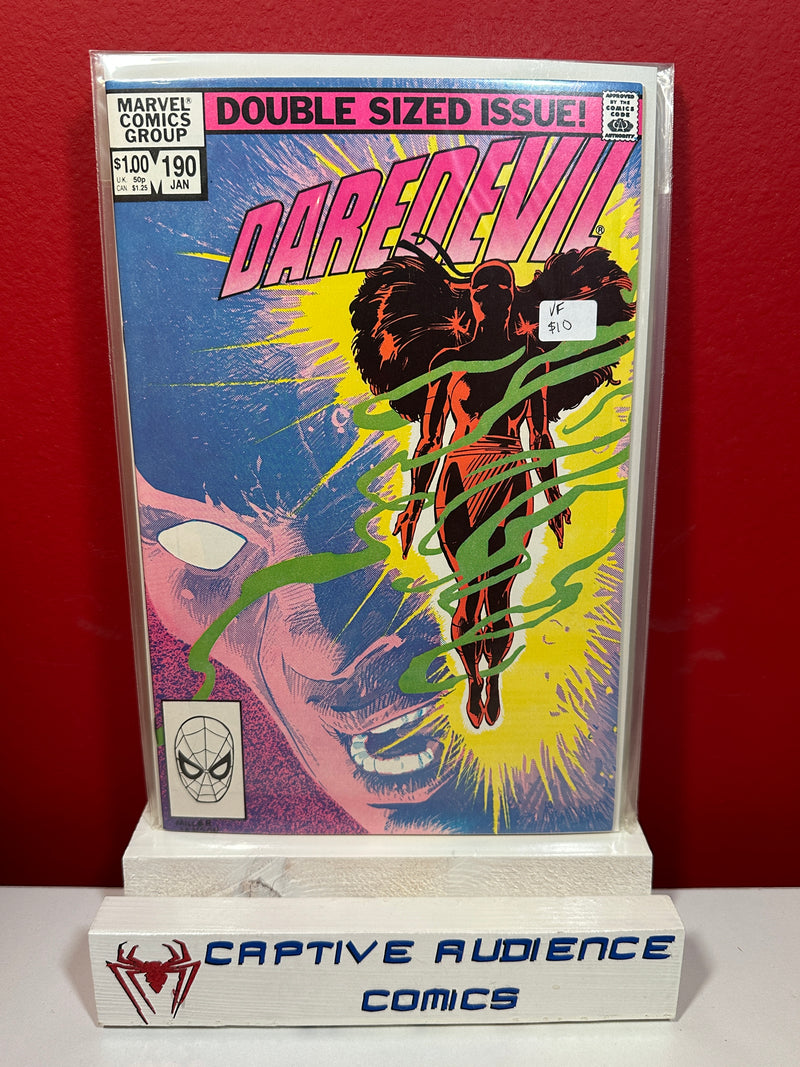 MARVEL® COMICS GROUP
DOUBLE SIZED ISSUE!
APPROVED
BY THE
COMICS
CODE
AUTHORITY
$1.00 190
U.K. 50p
CAN. $1.25
JAN
DAREDEVIL®
VF
$10
MILLER
CAPTIVE AUDIENCE
COMICS